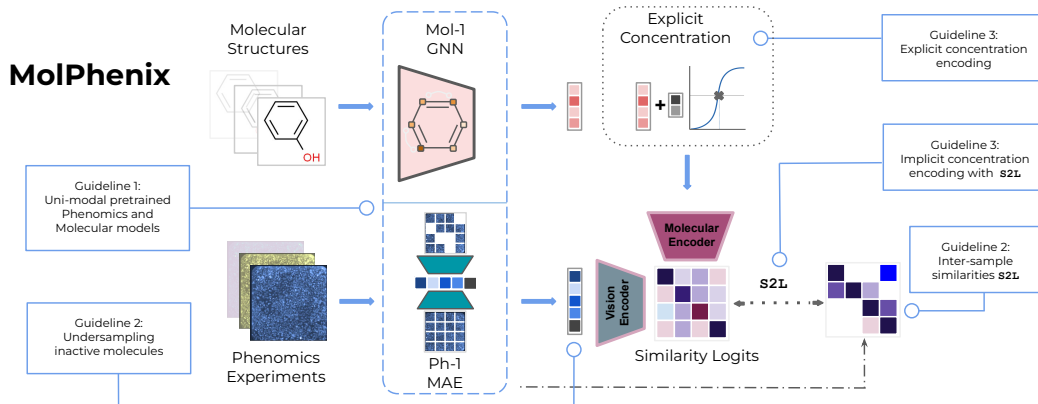 MolPhenix
Molecular
Structures
OH
Mol-1
GNN
Explicit
Concentration
+
Guideline 3:
Explicit concentration
encoding
Guideline 3:
Implicit concentration
encoding with S2L
Guideline 1:
Uni-modal pretrained
Phenomics and
Molecular models
Molecular
Encoder
Guideline 2:
Inter-sample
similarities S2L
S2L
Vision
Encoder
Guideline 2:
Undersampling
inactive molecules
Phenomics
Experiments
Ph-1
MAE
Similarity Logits